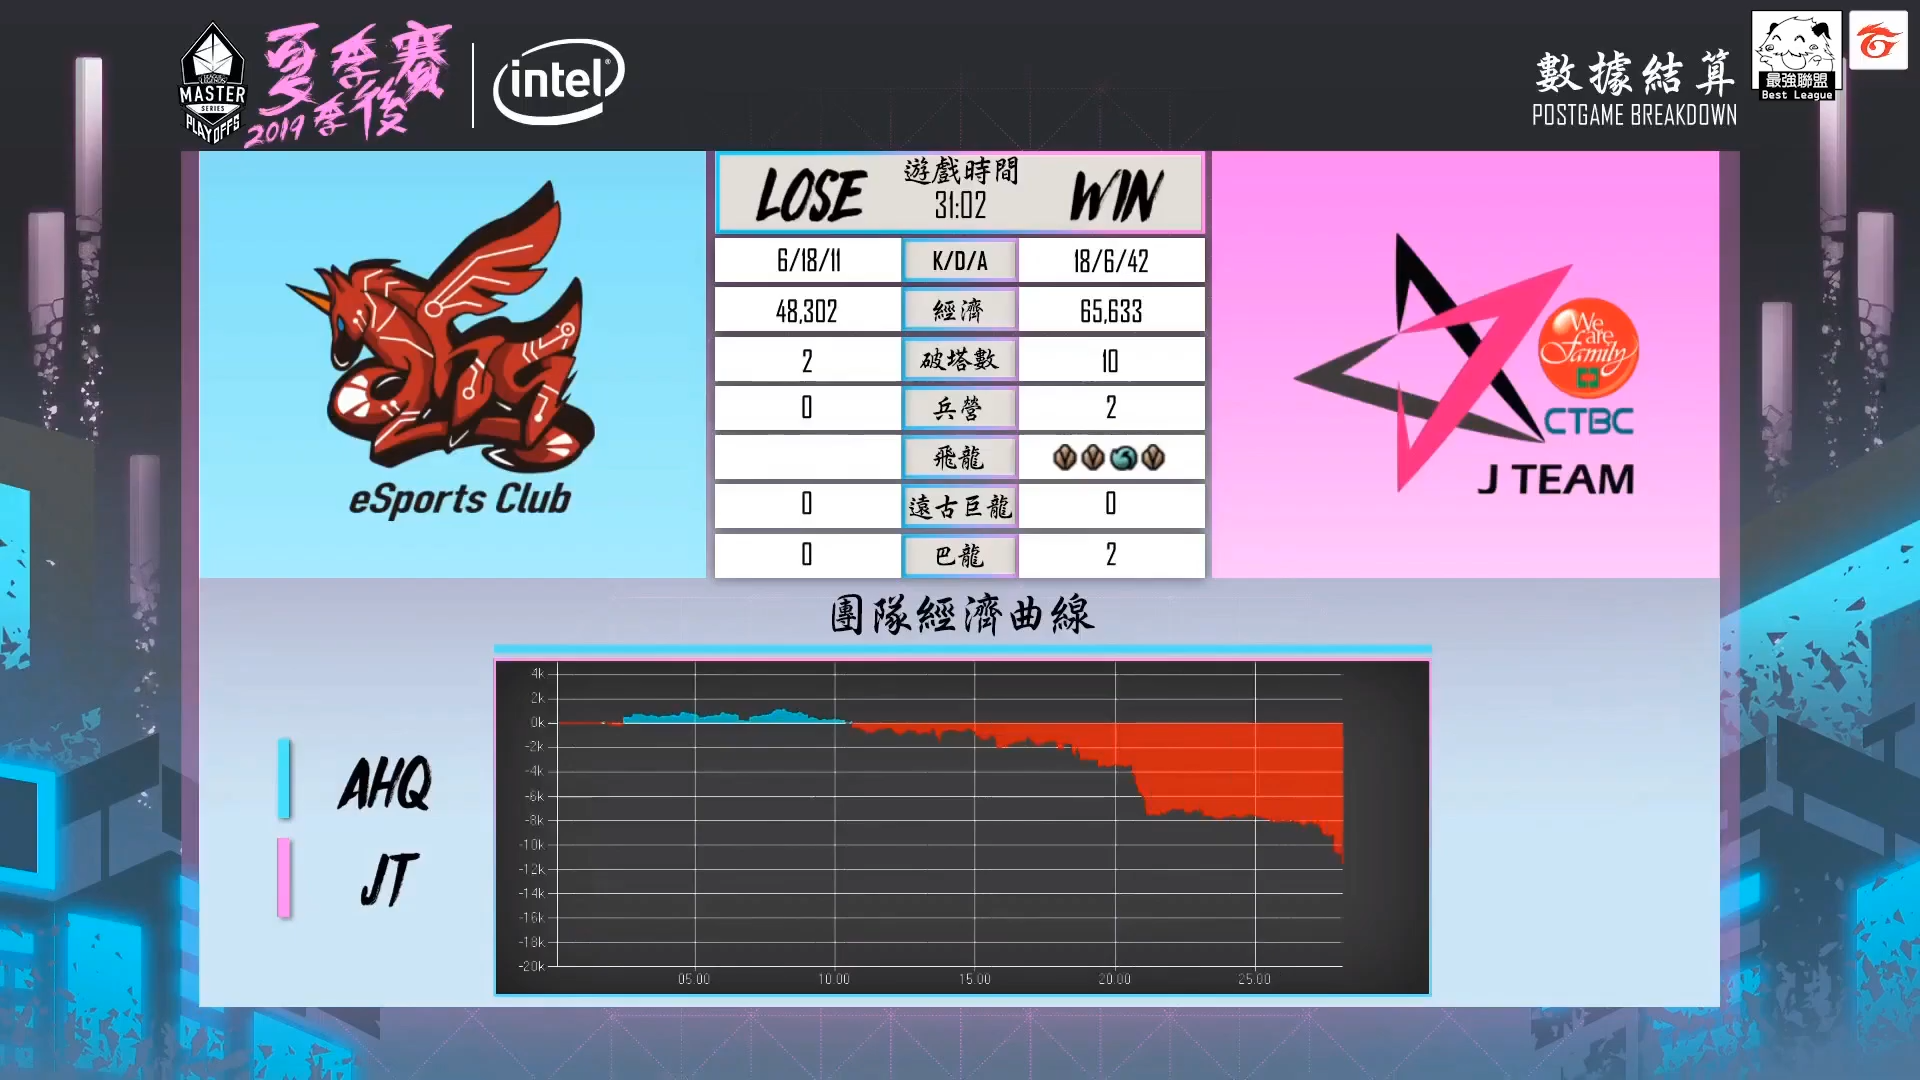 LEAGUE LEGENDS
MASTER
SERIES
PLAYOFFS
夏季賽
2019 季後
intel
數據結算
POSTGAME BREAKDOWN
最強聯盟
Best League
LOSE
遊戲時間
31:02
WIN
6/18/11 K/D/A 18/6/42
48,302 經濟 65,633
2 破塔數 10
0 兵營 2
飛龍
0 遠古巨龍 0
0 巴龍 2
ahq
eSports Club
We are Family
CTBC
J TEAM
團隊經濟曲線
AHQ
JT
4k
2k
0k
-2k
-4k
-6k
-8k
-10k
-12k
-14k
-16k
-18k
-20k
05:00 10:00 15:00 20:00 25:00